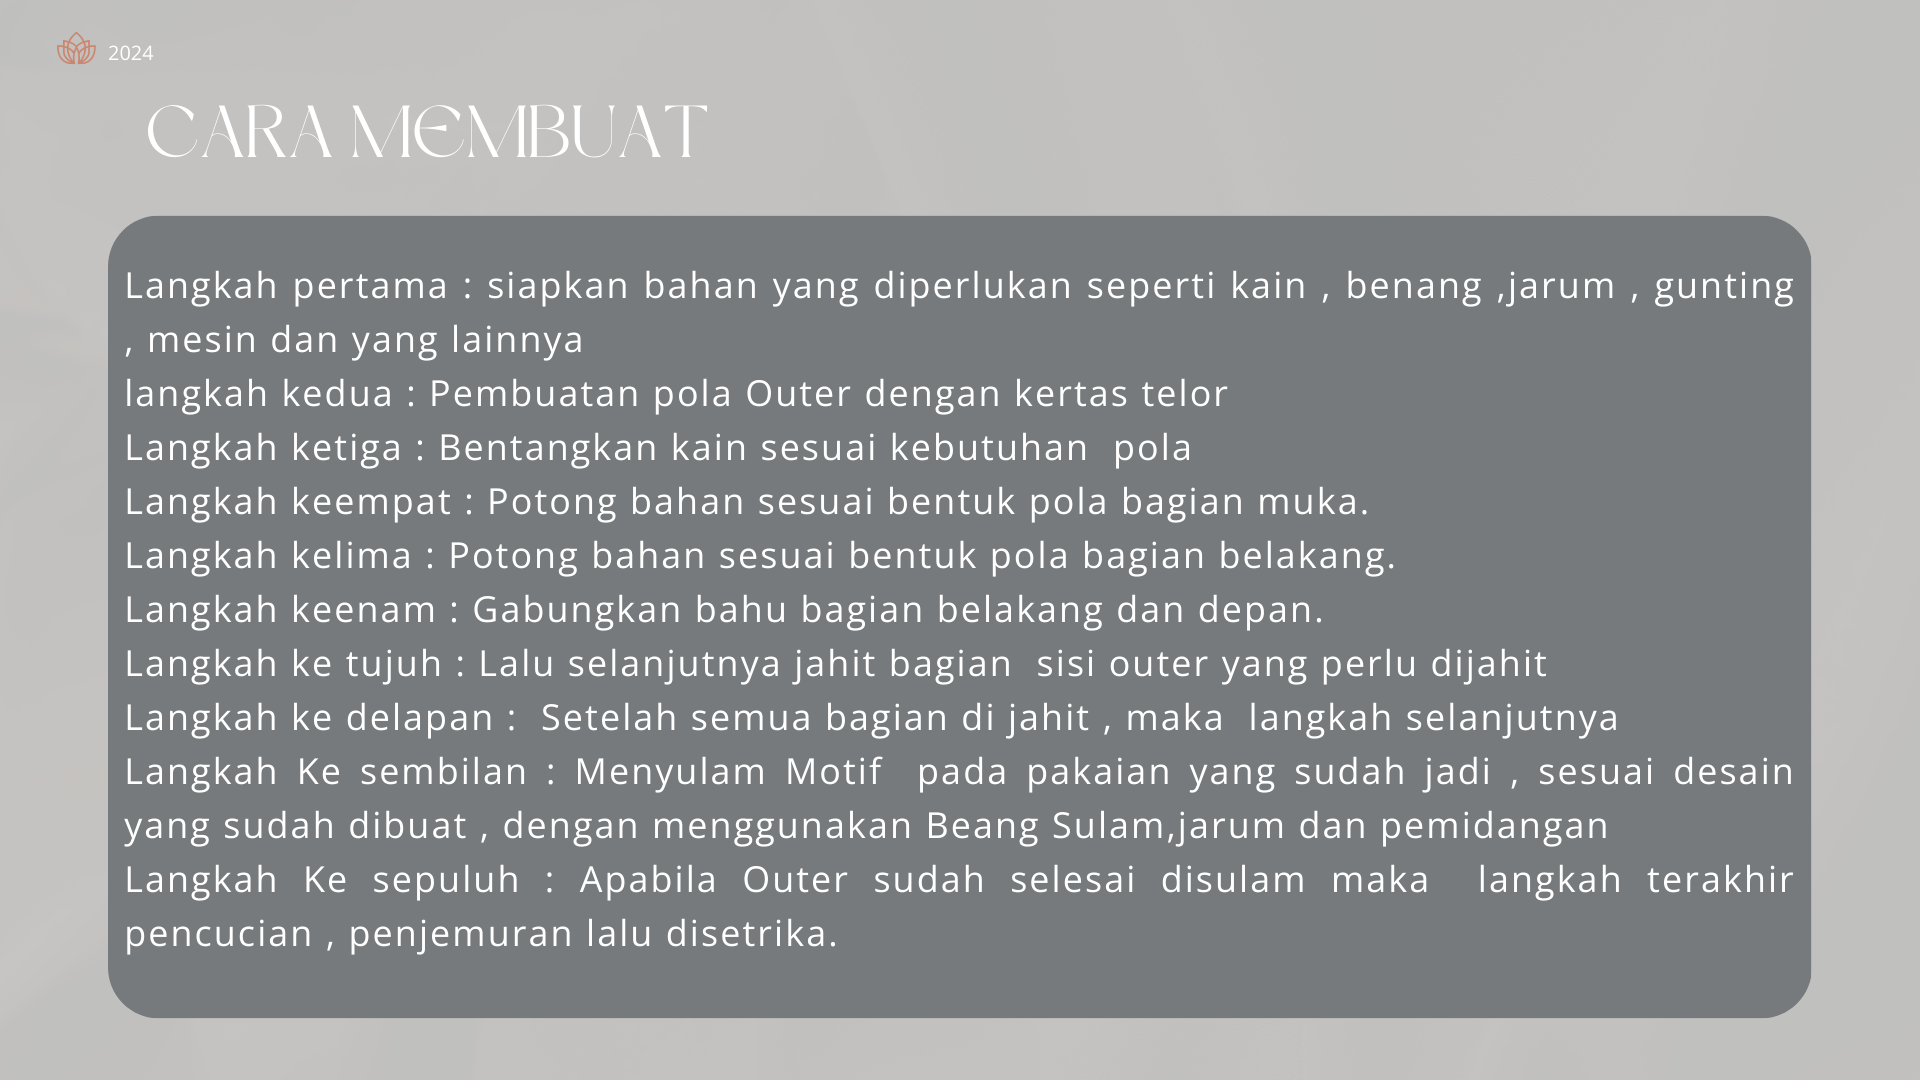 2024
CARA MEMBUAT
Langkah pertama : siapkan bahan yang diperlukan seperti kain , benang ,jarum , gunting
, mesin dan yang lainnya
langkah kedua : Pembuatan pola Outer dengan kertas telor
Langkah ketiga : Bentangkan kain sesuai kebutuhan  pola
Langkah keempat : Potong bahan sesuai bentuk pola bagian muka.
Langkah kelima : Potong bahan sesuai bentuk pola bagian belakang.
Langkah keenam : Gabungkan bahu bagian belakang dan depan.
Langkah ke tujuh : Lalu selanjutnya jahit bagian  sisi outer yang perlu dijahit
Langkah ke delapan :  Setelah semua bagian di jahit , maka  langkah selanjutnya
Langkah Ke sembilan : Menyulam Motif  pada pakaian yang sudah jadi , sesuai desain
yang sudah dibuat , dengan menggunakan Beang Sulam,jarum dan pemidangan
Langkah Ke sepuluh : Apabila Outer sudah selesai disulam maka  langkah terakhir
pencucian , penjemuran lalu disetrika.